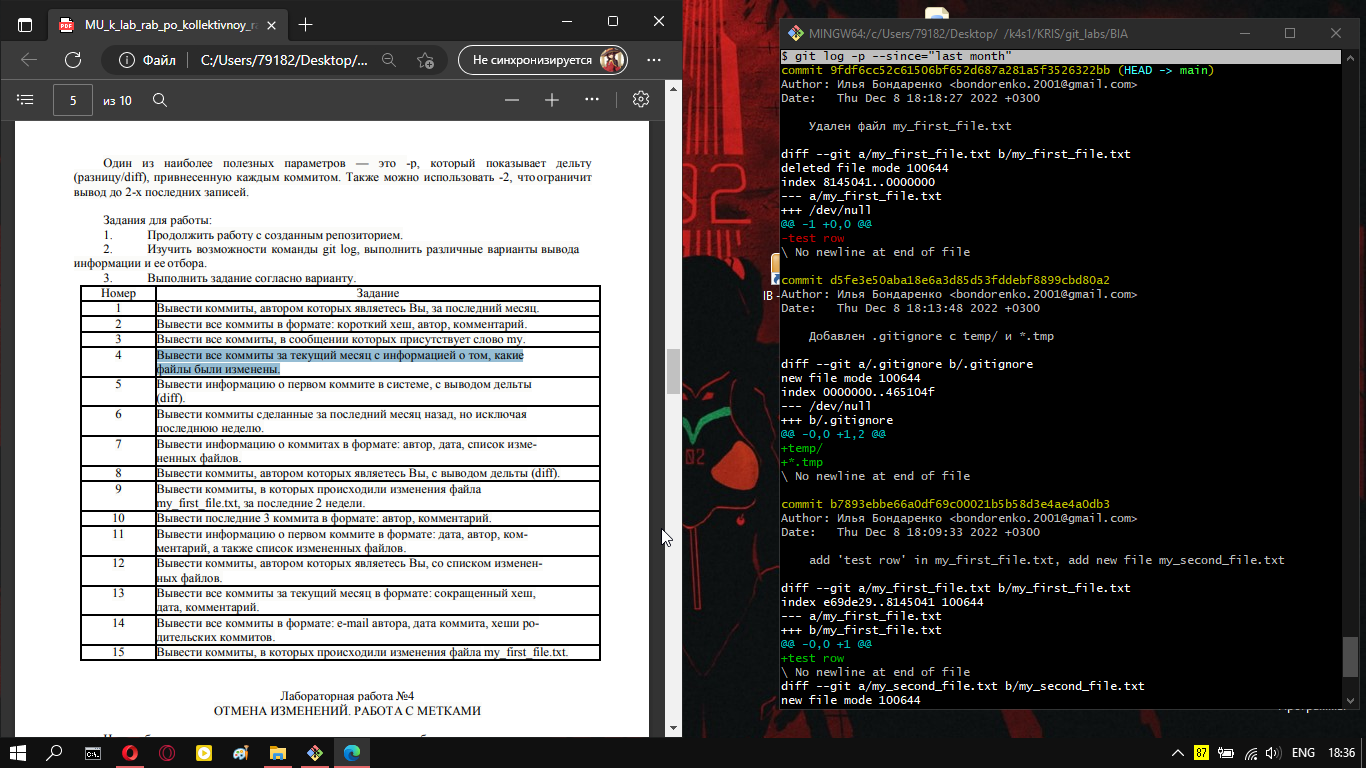 MU_k_lab_rab_po_kollektivnoy_r
Файл
C:/Users/79182/Desktop/...
Не синхронизируется
5
из 10
Один из наиболее полезных параметров — это -p, который показывает дельту
(разницу/diff), привнесенную каждым коммитом. Также можно использовать -2, что ограничит
вывод до 2-х последних записей.
Задания для работы:
1. Продолжить работу с созданным репозиторием.
2. Изучить возможности команды git log, выполнить различные варианты вывода
информации и ее отбора.
3. Выполнить задание согласно варианту.
Номер Задание
1 Вывести коммиты, автором которых являетесь Вы, за последний месяц.
2 Вывести все коммиты в формате: короткий хеш, автор, комментарий.
3 Вывести все коммиты, в сообщении которых присутствует слово my.
4 Вывести все коммиты за текущий месяц с информацией о том, какие
файлы были изменены.
5 Вывести информацию о первом коммите в системе, с выводом дельты
(diff).
6 Вывести коммиты сделанные за последний месяц назад, но исключая
последнюю неделю.
7 Вывести информацию о коммитах в формате: автор, дата, список изме-
ненных файлов.
8 Вывести коммиты, автором которых являетесь Вы, с выводом дельты (diff).
9 Вывести коммиты, в которых происходили изменения файла
my_first_file.txt, за последние 2 недели.
10 Вывести последние 3 коммита в формате: автор, комментарий.
11 Вывести информацию о первом коммите в формате: дата, автор, ком-
ментарий, а также список измененных файлов.
12 Вывести коммиты, автором которых являетесь Вы, со списком изменен-
ных файлов.
13 Вывести все коммиты за текущий месяц в формате: сокращенный хеш,
дата, комментарий.
14 Вывести все коммиты в формате: e-mail автора, дата коммита, хеши ро-
дительских коммитов.
15 Вывести коммиты, в которых происходили изменения файла my_first_file.txt.
Лабораторная работа №4
ОТМЕНА ИЗМЕНЕНИЙ. РАБОТА С МЕТКАМИ
MINGW64:/c/Users/79182/Desktop/ /k4s1/KRIS/git_labs/BIA
$ git log -p --since="last month"
commit 9fdf6cc52c61506bf652d687a281a5f3526322bb (HEAD -> main)
Author: Илья Бондаренко <bondorenko.2001@gmail.com>
Date:   Thu Dec 8 18:18:27 2022 +0300
Удален файл my_first_file.txt
diff --git a/my_first_file.txt b/my_first_file.txt
deleted file mode 100644
index 8145041..0000000
--- a/my_first_file.txt
+++ /dev/null
@@ -1 +0,0 @@
-test row
\ No newline at end of file
commit d5fe3e50aba18e6a3d85d53fddebf8899cbd80a2
Author: Илья Бондаренко <bondorenko.2001@gmail.com>
Date:   Thu Dec 8 18:13:48 2022 +0300
Добавлен .gitignore с temp/ и *.tmp
diff --git a/.gitignore b/.gitignore
new file mode 100644
index 0000000..465104f
--- /dev/null
+++ b/.gitignore
@@ -0,0 +1,2 @@
+temp/
+*.tmp
\ No newline at end of file
commit b7893ebbe66a0df69c00021b5b58d3e4ae4a0db3
Author: Илья Бондаренко <bondorenko.2001@gmail.com>
Date:   Thu Dec 8 18:09:33 2022 +0300
add 'test row' in my_first_file.txt, add new file my_second_file.txt
diff --git a/my_first_file.txt b/my_first_file.txt
index e69de29..8145041 100644
--- a/my_first_file.txt
+++ b/my_first_file.txt
@@ -0,0 +1 @@
+test row
\ No newline at end of file
diff --git a/my_second_file.txt b/my_second_file.txt
new file mode 100644
87
ENG
18:36